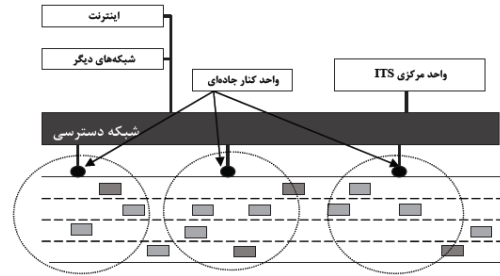 اینترنت
شبکه‌های دیگر
واحد کنار جاده‌ای
واحد مرکزی ITS
شبکه دسترسی